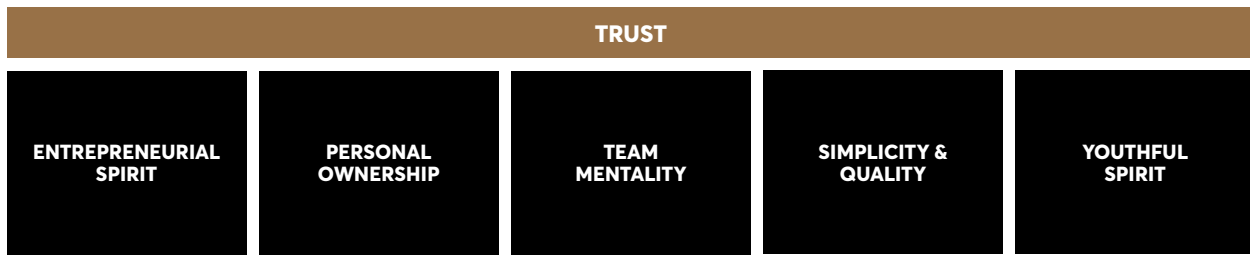 TRUST
ENTREPRENEURIAL
SPIRIT
PERSONAL
OWNERSHIP
TEAM
MENTALITY
SIMPLICITY &
QUALITY
YOUTHFUL
SPIRIT